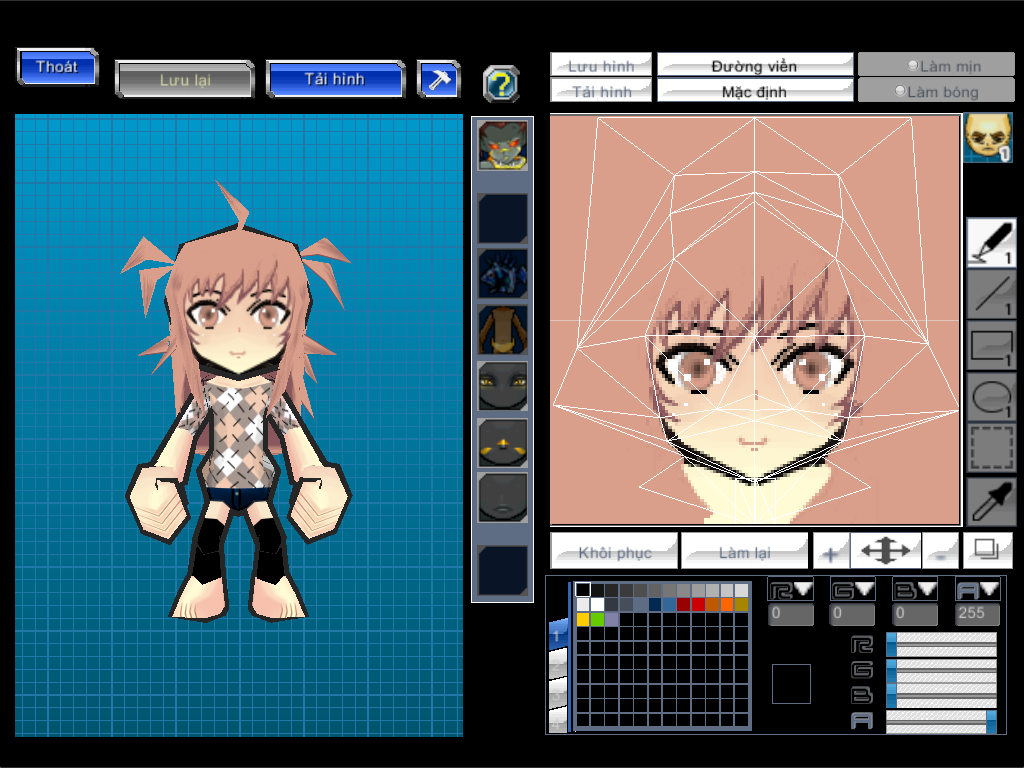 Thoát
Lưu lại
Tải hình
?
Lưu hình
Đường viền
Làm mịn
Tải hình
Mặc định
Làm bóng
1
1
1
1
1
Khôi phục
Làm lại
R G B A
0 0 0 255
1
R
G
B
A